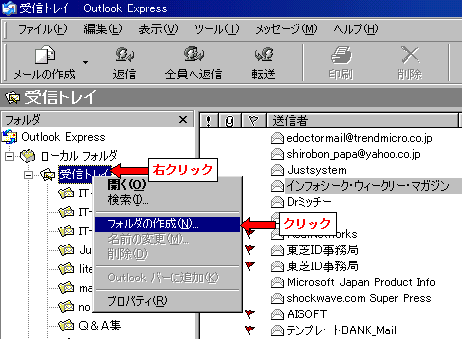 受信トレイ - Outlook Express
ファイル(F) 編集(E) 表示(V) ツール(T) メッセージ(M) ヘルプ(H)
メールの作成 返信 全員へ返信 転送 印刷 削除
受信トレイ
フォルダ ×
! 送信者
Outlook Express
ローカル フォルダ
受信トレイ
右クリック
開く(O)
検索(I)...
フォルダの作成(N)...
クリック
名前の変更(M)...
削除(D)
Outlook バーに追加(K)
プロパティ(R)
IT-
IT-
IT-
Ju
lite
ma
no
Q&A集
edoctormail@trendmicro.co.jp
shirobon_papa@yahoo.co.jp
Justsystem
インフォシーク・ウィークリー・マガジン
Drミッチー
東芝ID事務局
東芝ID事務局
Microsoft Japan Product Info
shockwave.com Super Press
AISOFT
テンプレートDANK_Mail